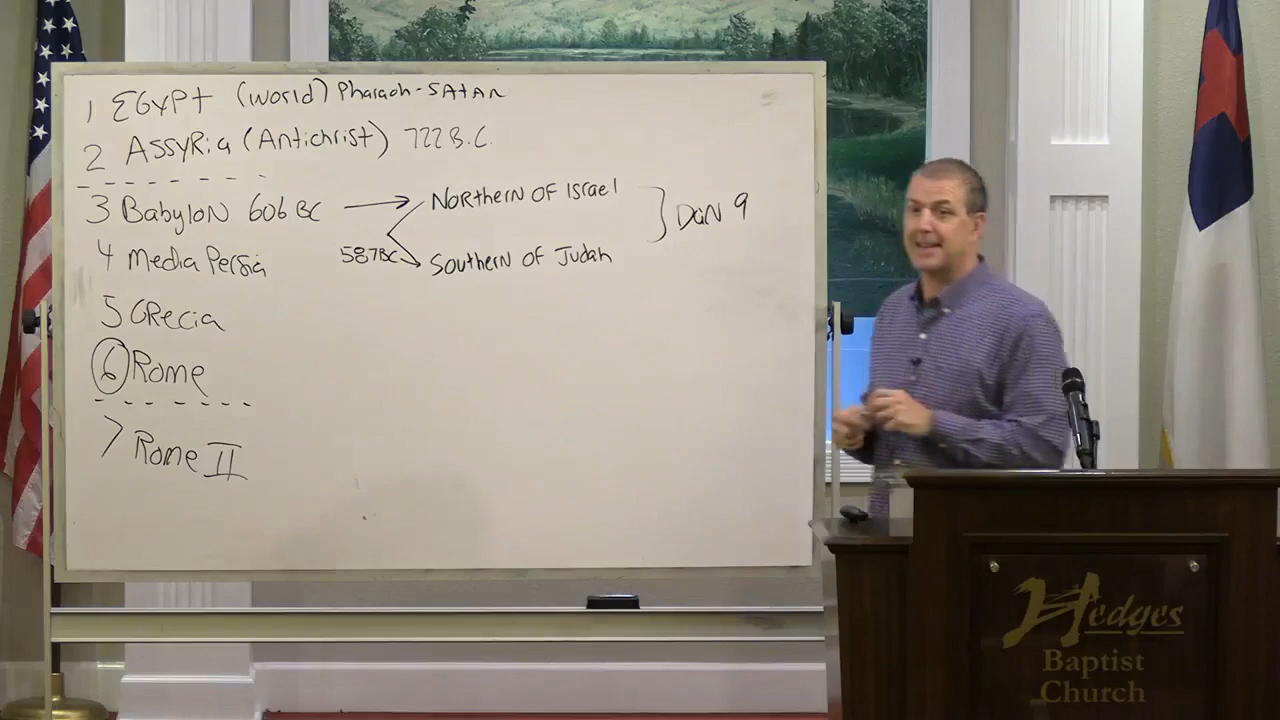 1 EGYPt (World) Pharaoh-SATAN
2 ASSYRia (Antichrist) 722 B.C.
3 BabyloN 606 BC → NORtherN OF Israel
587BC → SoutherN OF Judah
} DaN 9
4 Media Persia
5 GRecia
6 Rome
7 Rome II
Hedges
Baptist
Church